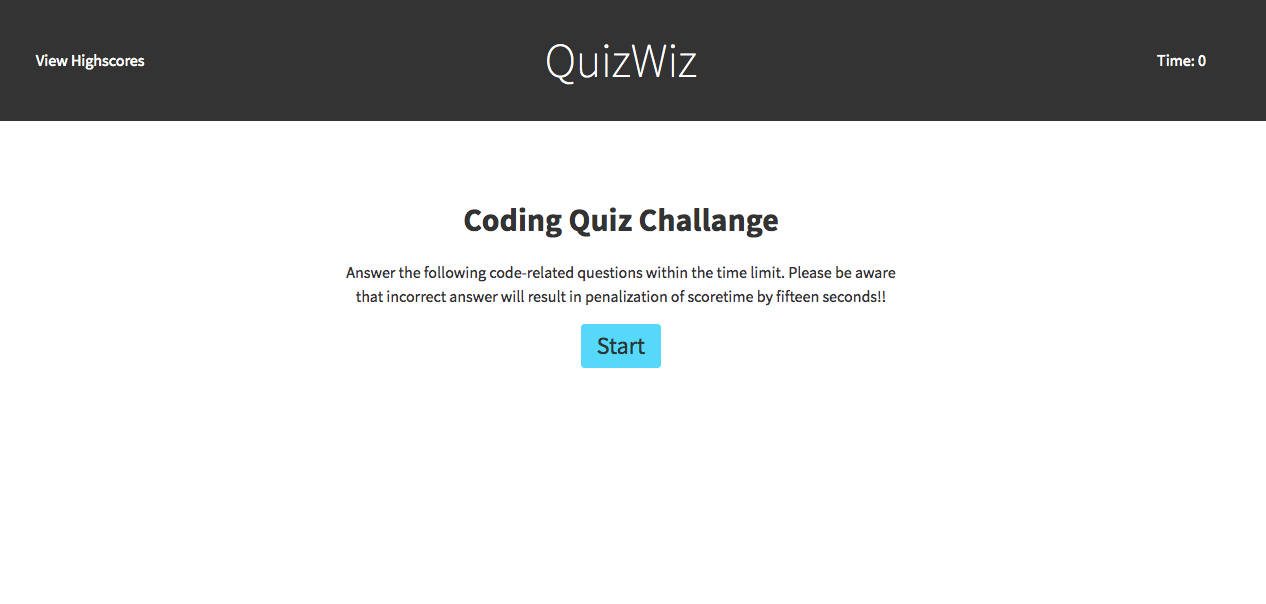 View Highscores
QuizWiz
Time: 0
Coding Quiz Challange
Answer the following code-related questions within the time limit. Please be aware
that incorrect answer will result in penalization of scoretime by fifteen seconds!!
Start